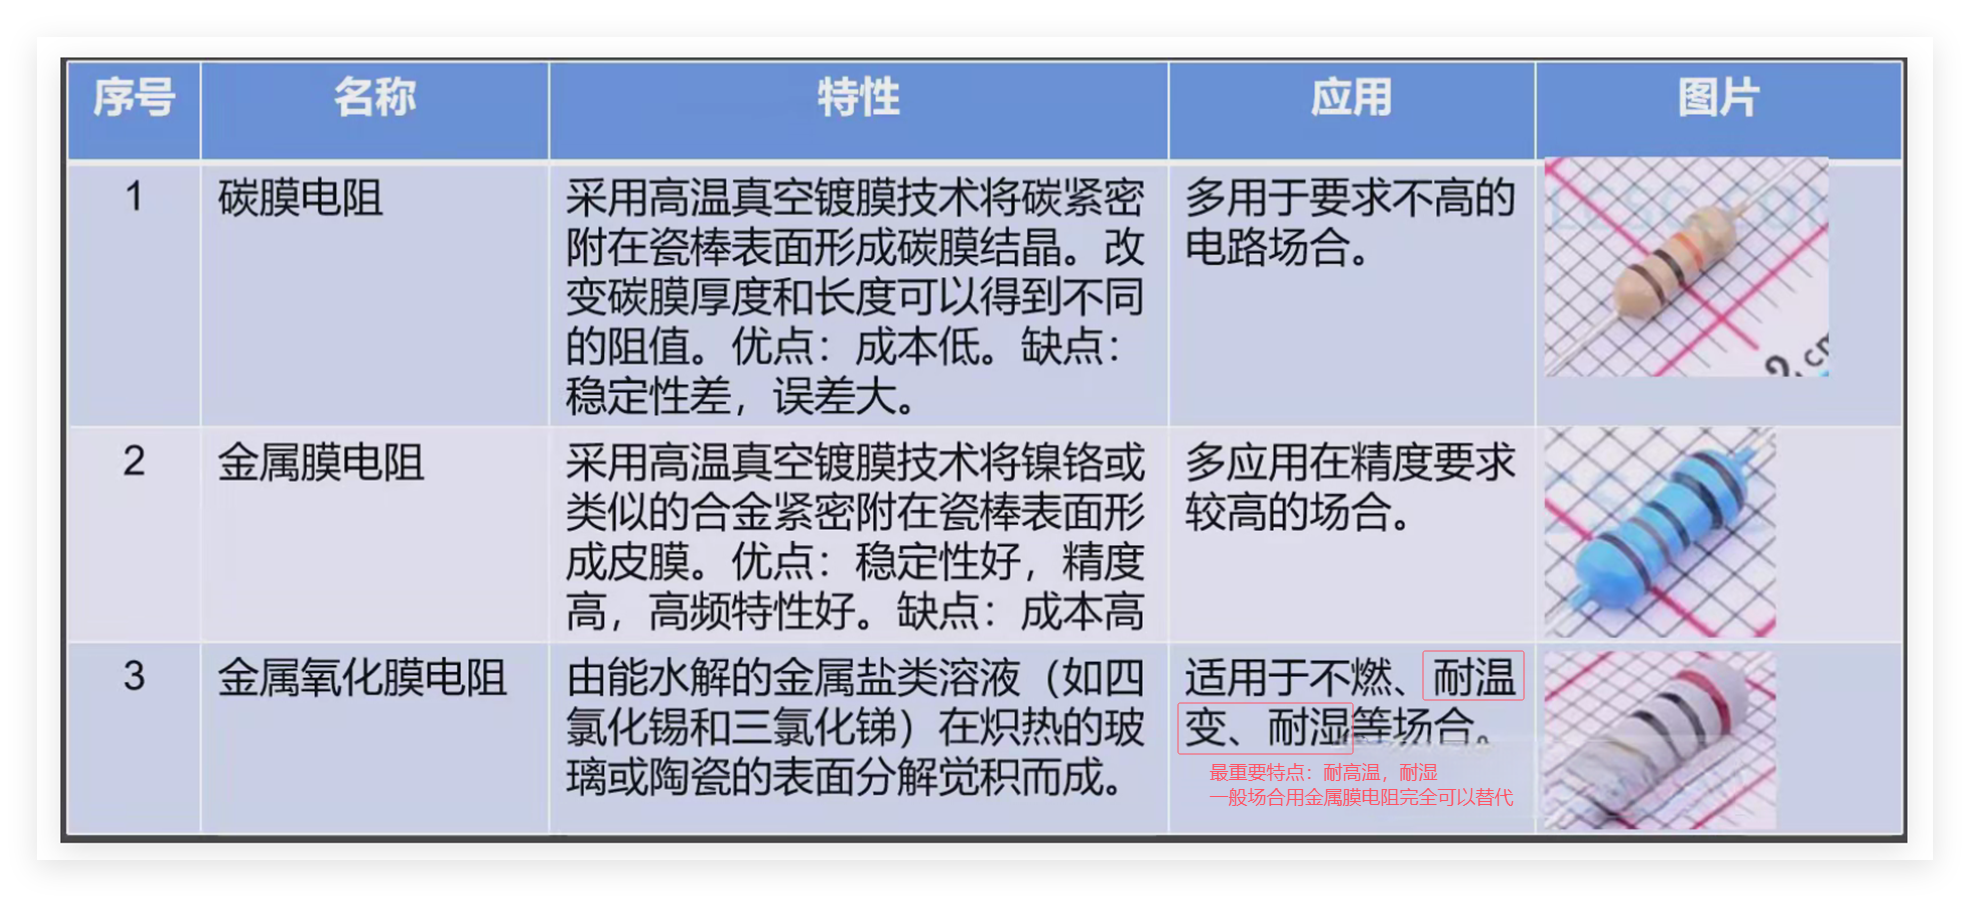 序号 名称 特性 应用 图片
1 碳膜电阻
采用高温真空镀膜技术将碳紧密
附在瓷棒表面形成碳膜结晶。改
变碳膜厚度和长度可以得到不同
的阻值。优点：成本低。缺点：
稳定性差，误差大。
多用于要求不高的
电路场合。
2 cm
2 金属膜电阻
采用高温真空镀膜技术将镍铬或
类似的合金紧密附在瓷棒表面形
成皮膜。优点：稳定性好，精度
高，高频特性好。缺点：成本高
多应用在精度要求
较高的场合。
3 金属氧化膜电阻
由能水解的金属盐类溶液（如四
氯化锡和三氯化锑）在炽热的玻
璃或陶瓷的表面分解觉积而成。
适用于不燃、耐温
变、耐湿等场合。
最重要特点：耐高温，耐湿
一般场合用金属膜电阻完全可以替代